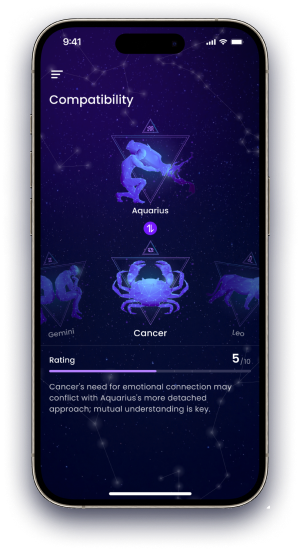 9:41
Compatibility
Aquarius
Gemini
Cancer
Leo
Rating
5/10
Cancer's need for emotional connection may
conflict with Aquarius's more detached
approach; mutual understanding is key.